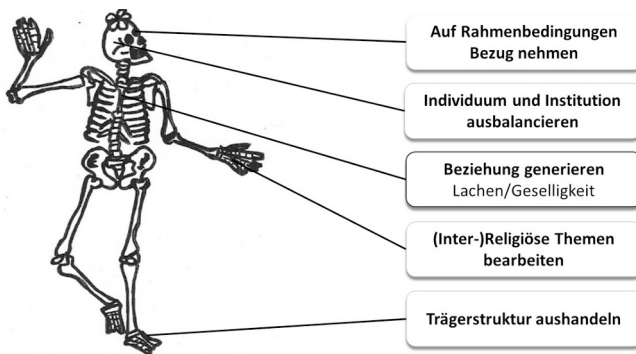 Auf Rahmenbedingungen
Bezug nehmen
Individuum und Institution
ausbalancieren
Beziehung generieren
Lachen/Geselligkeit
(Inter-)Religiöse Themen
bearbeiten
Trägerstruktur aushandeln